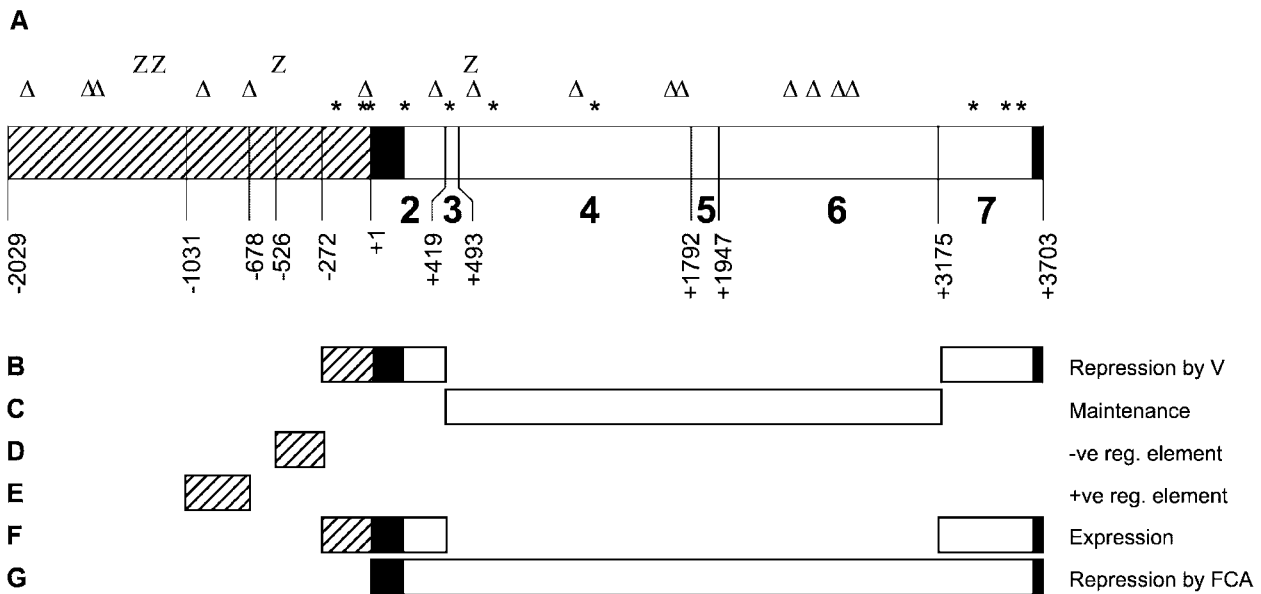 A
ZZ Z Z
Δ ΔΔ Δ Δ Δ Δ Δ Δ ΔΔ Δ Δ ΔΔ
* ** * * * * * * *
2 3 4 5 6 7
-2029 -1031 -678 -526 -272 +1 +419 +493 +1792 +1947 +3175 +3703
B Repression by V
C Maintenance
D -ve reg. element
E +ve reg. element
F Expression
G Repression by FCA